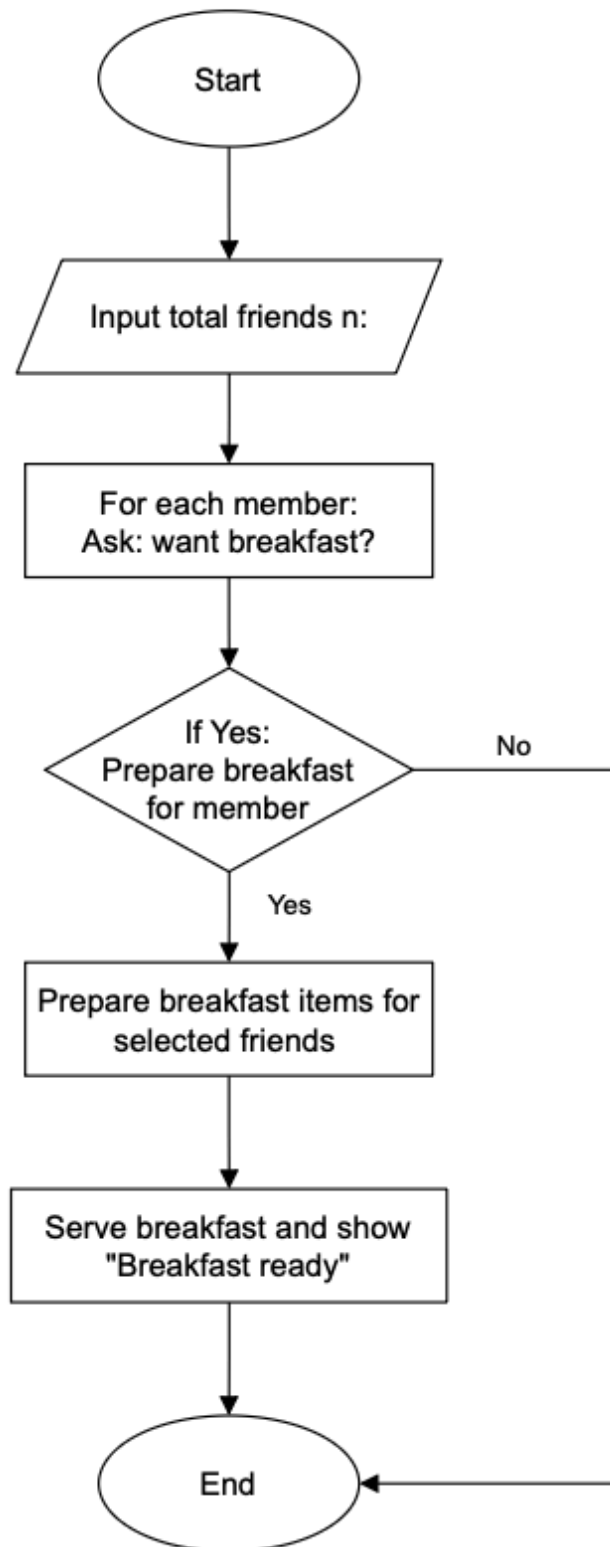 Start
Input total friends n:
For each member:
Ask: want breakfast?
If Yes:
Prepare breakfast
for member
No
Yes
Prepare breakfast items for
selected friends
Serve breakfast and show
"Breakfast ready"
End